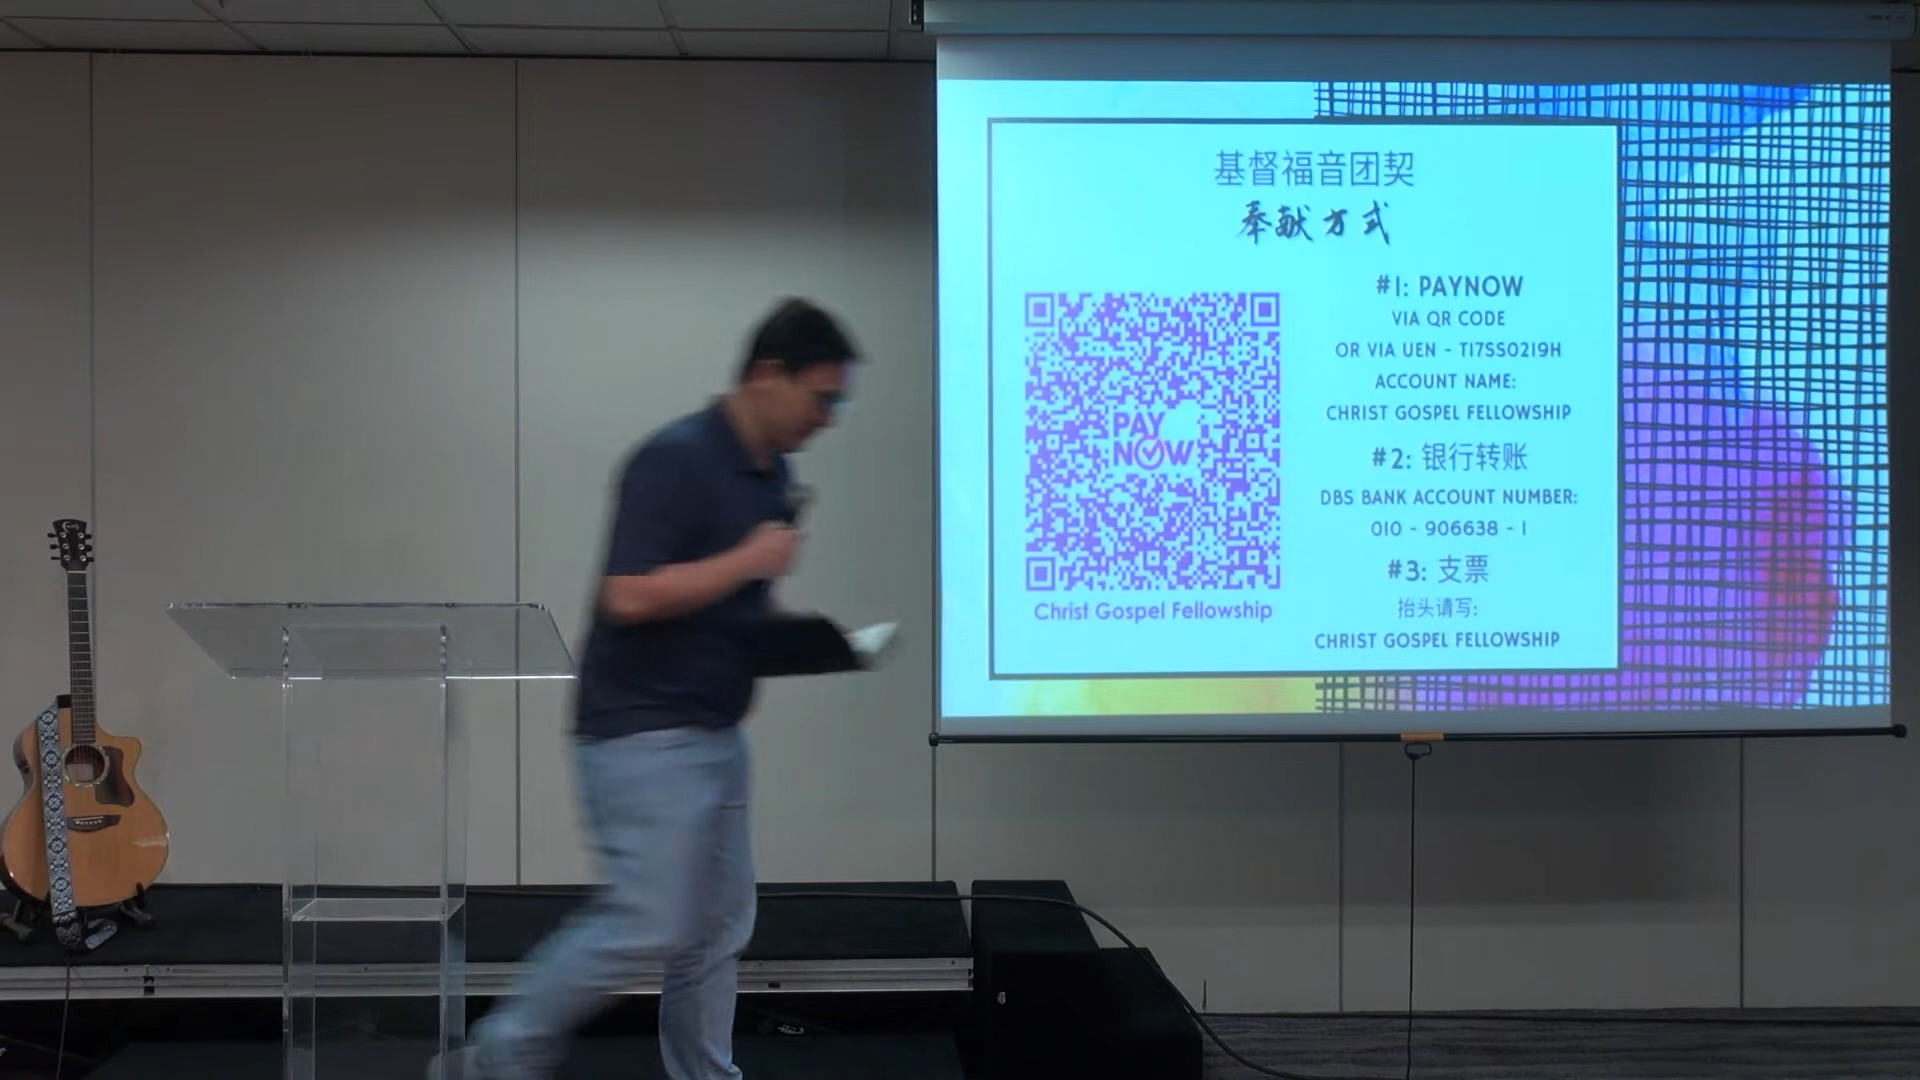 基督福音团契
奉献方式
#1: PAYNOW
VIA QR CODE
OR VIA UEN - T17SS0219H
ACCOUNT NAME:
CHRIST GOSPEL FELLOWSHIP
#2: 银行转账
DBS BANK ACCOUNT NUMBER:
010 - 906638 - 1
#3: 支票
抬头请写:
CHRIST GOSPEL FELLOWSHIP
PAY
NOW
Christ Gospel Fellowship